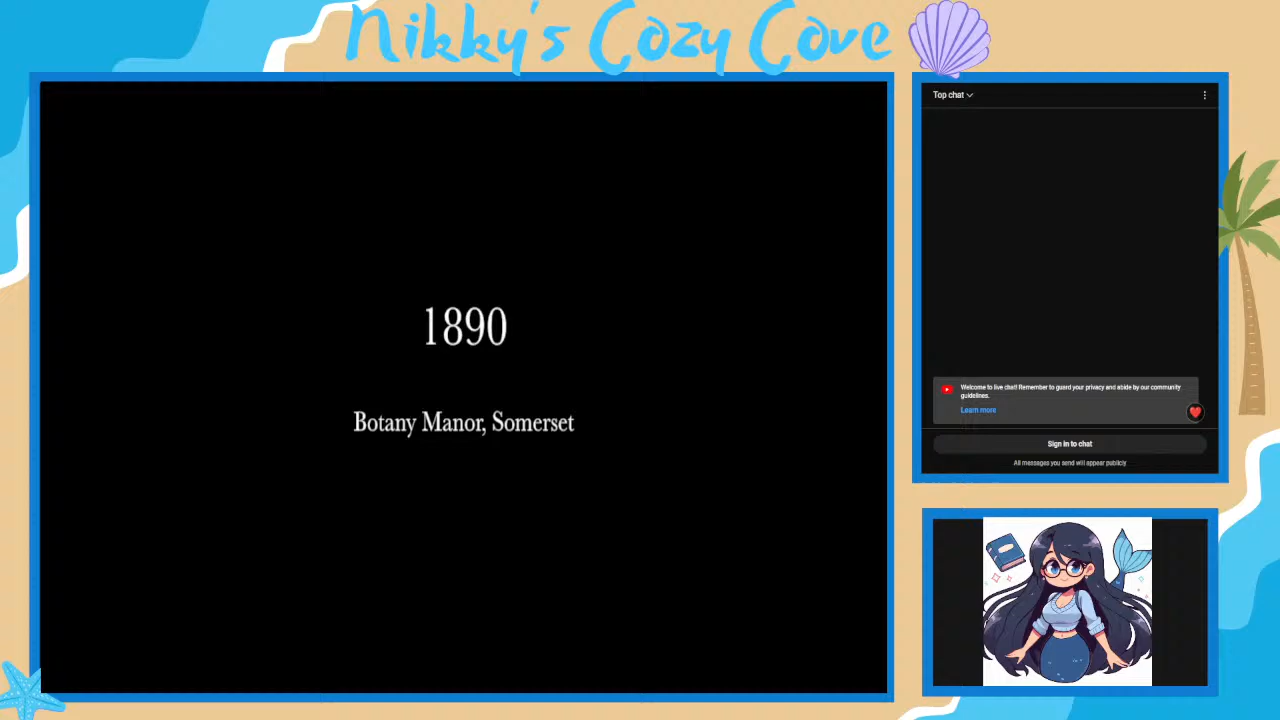 Nikky's Cozy Cove
1890
Botany Manor, Somerset
Top chat
Welcome to live chat! Remember to guard your privacy and abide by our community
guidelines.
Learn more
Sign in to chat
All messages you send will appear publicly